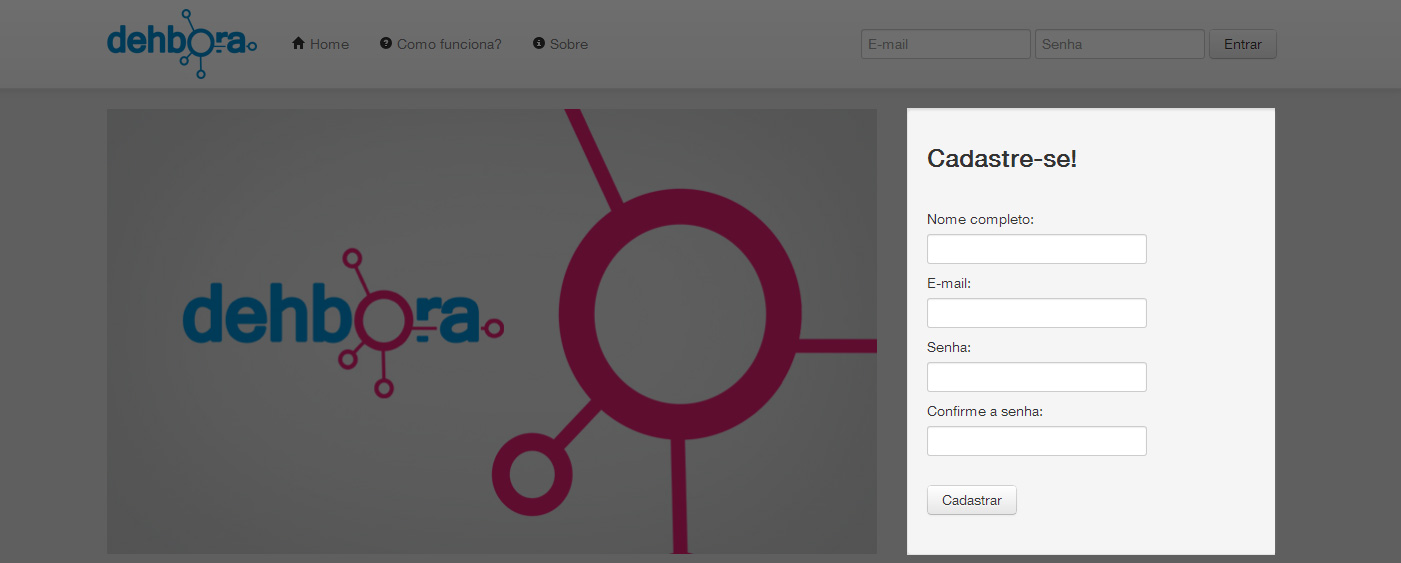 dehbora
Home
Como funciona?
Sobre
E-mail
Senha
Entrar
dehbora
Cadastre-se!
Nome completo:
E-mail:
Senha:
Confirme a senha:
Cadastrar